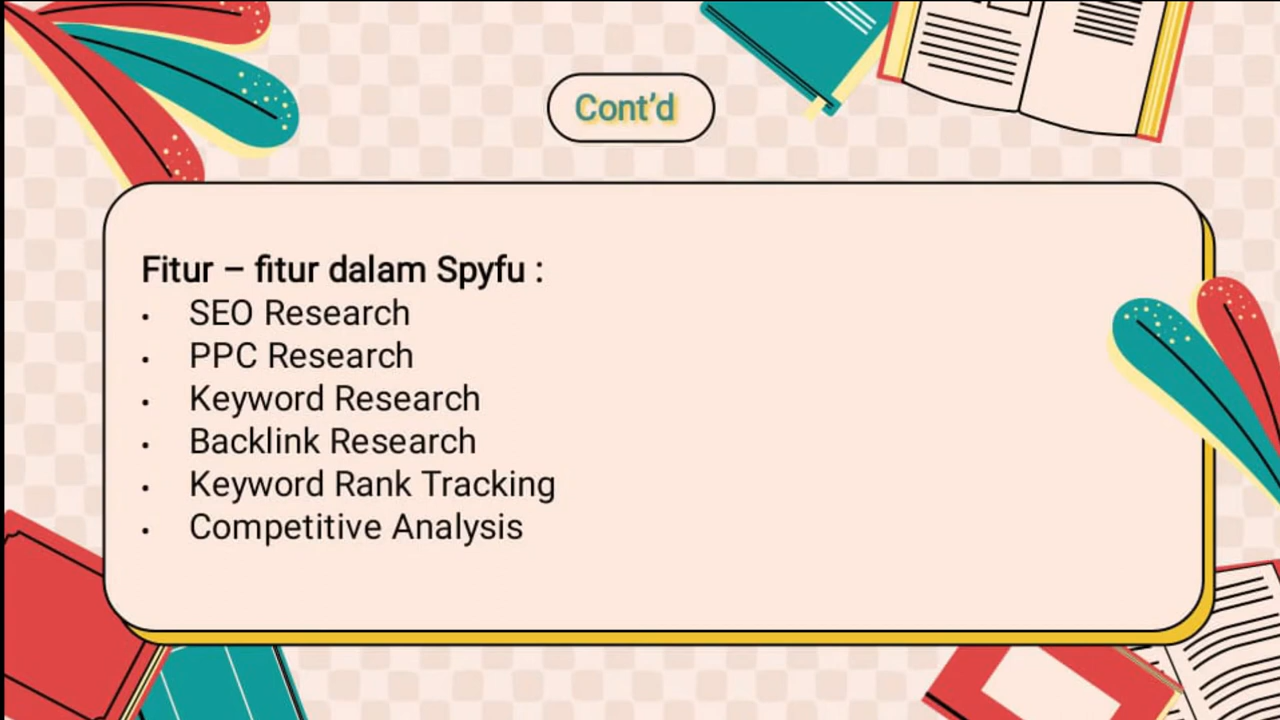 Cont'd
Fitur – fitur dalam Spyfu :
• SEO Research
• PPC Research
• Keyword Research
• Backlink Research
• Keyword Rank Tracking
• Competitive Analysis